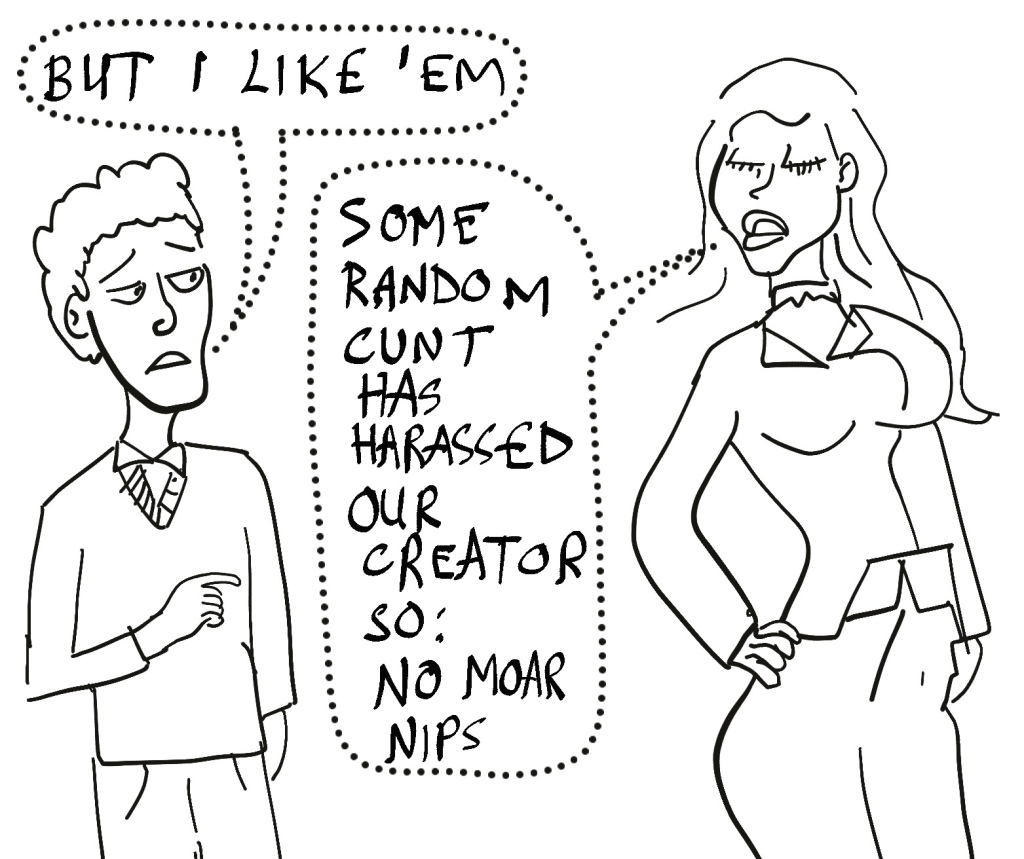 BUT I LIKE 'EM
SOME
RANDOM
CUNT
HAS
HARASSED
OUR
CREATOR
SO:
NO MOAR
NIPS